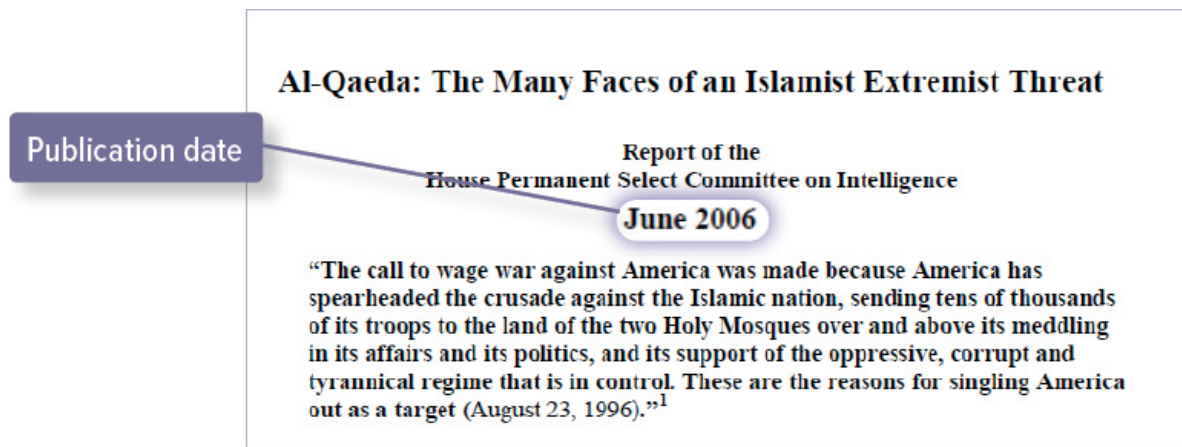 Al-Qaeda: The Many Faces of an Islamist Extremist Threat
Publication date
Report of the
House Permanent Select Committee on Intelligence
June 2006
“The call to wage war against America was made because America has
spearheaded the crusade against the Islamic nation, sending tens of thousands
of its troops to the land of the two Holy Mosques over and above its meddling
in its affairs and its politics, and its support of the oppressive, corrupt and
tyrannical regime that is in control. These are the reasons for singling America
out as a target (August 23, 1996).”1